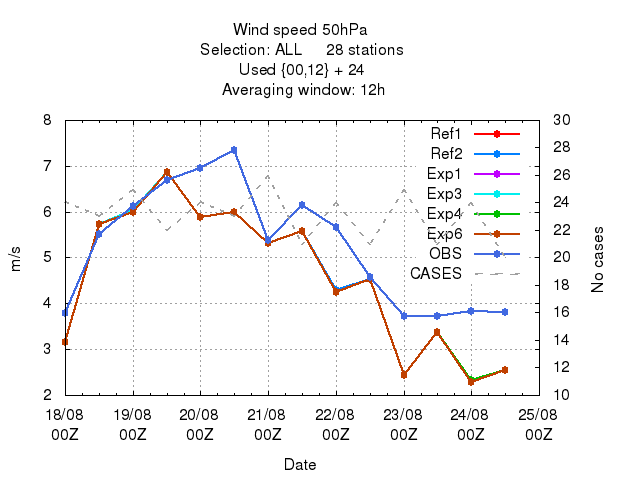 Wind speed 50hPa
Selection: ALL 28 stations
Used {00,12} + 24
Averaging window: 12h
8 30
28
7 26
24
6 22
5 20
18
4 16
14
3 12
2 10
m/s
No cases
Ref1
Ref2
Exp1
Exp3
Exp4
Exp6
OBS
CASES
18/08 19/08 20/08 21/08 22/08 23/08 24/08 25/08
00Z 00Z 00Z 00Z 00Z 00Z 00Z 00Z
Date